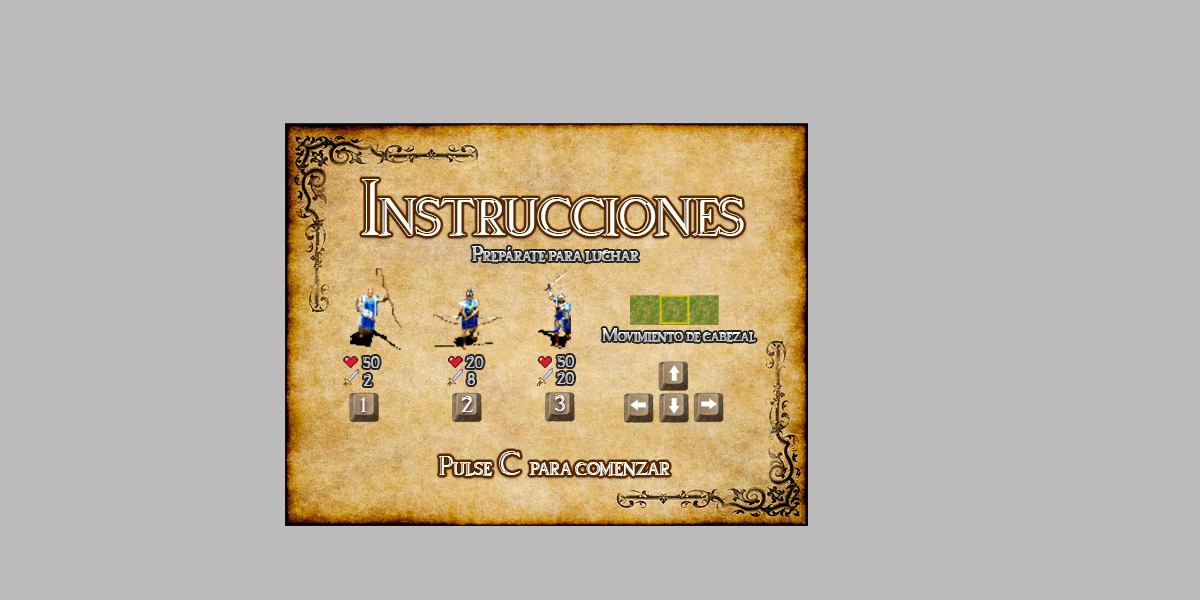 INSTRUCCIONES
PREPÁRATE PARA LUCHAR
MOVIMIENTO DE CABEZAL
50 20 50
2 8 20
1 2 3
PULSE C PARA COMENZAR